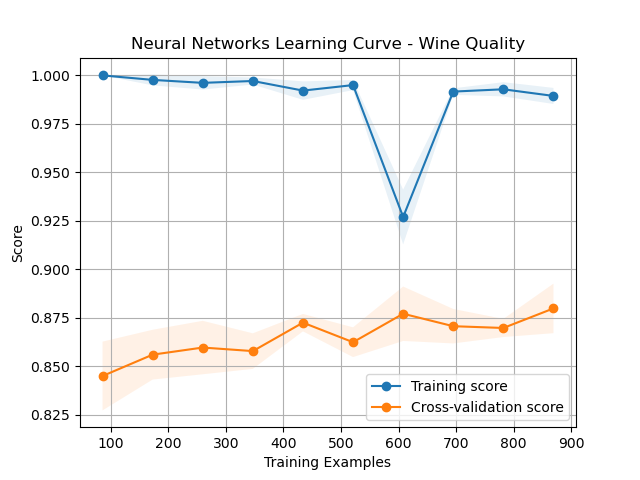 Neural Networks Learning Curve - Wine Quality
1.000
0.975
0.950
0.925
0.900
0.875
0.850
0.825
Score
Training score
Cross-validation score
100 200 300 400 500 600 700 800 900
Training Examples